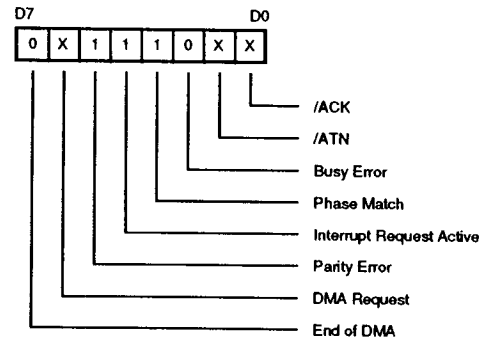 D7 D0
0 X 1 1 1 0 X X
/ACK
/ATN
Busy Error
Phase Match
Interrupt Request Active
Parity Error
DMA Request
End of DMA